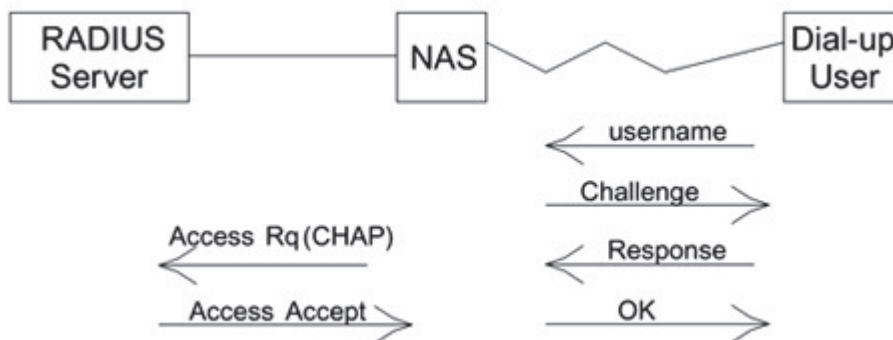 RADIUS
Server
NAS
Dial-up
User
username
Challenge
Access Rq(CHAP)
Response
Access Accept
OK